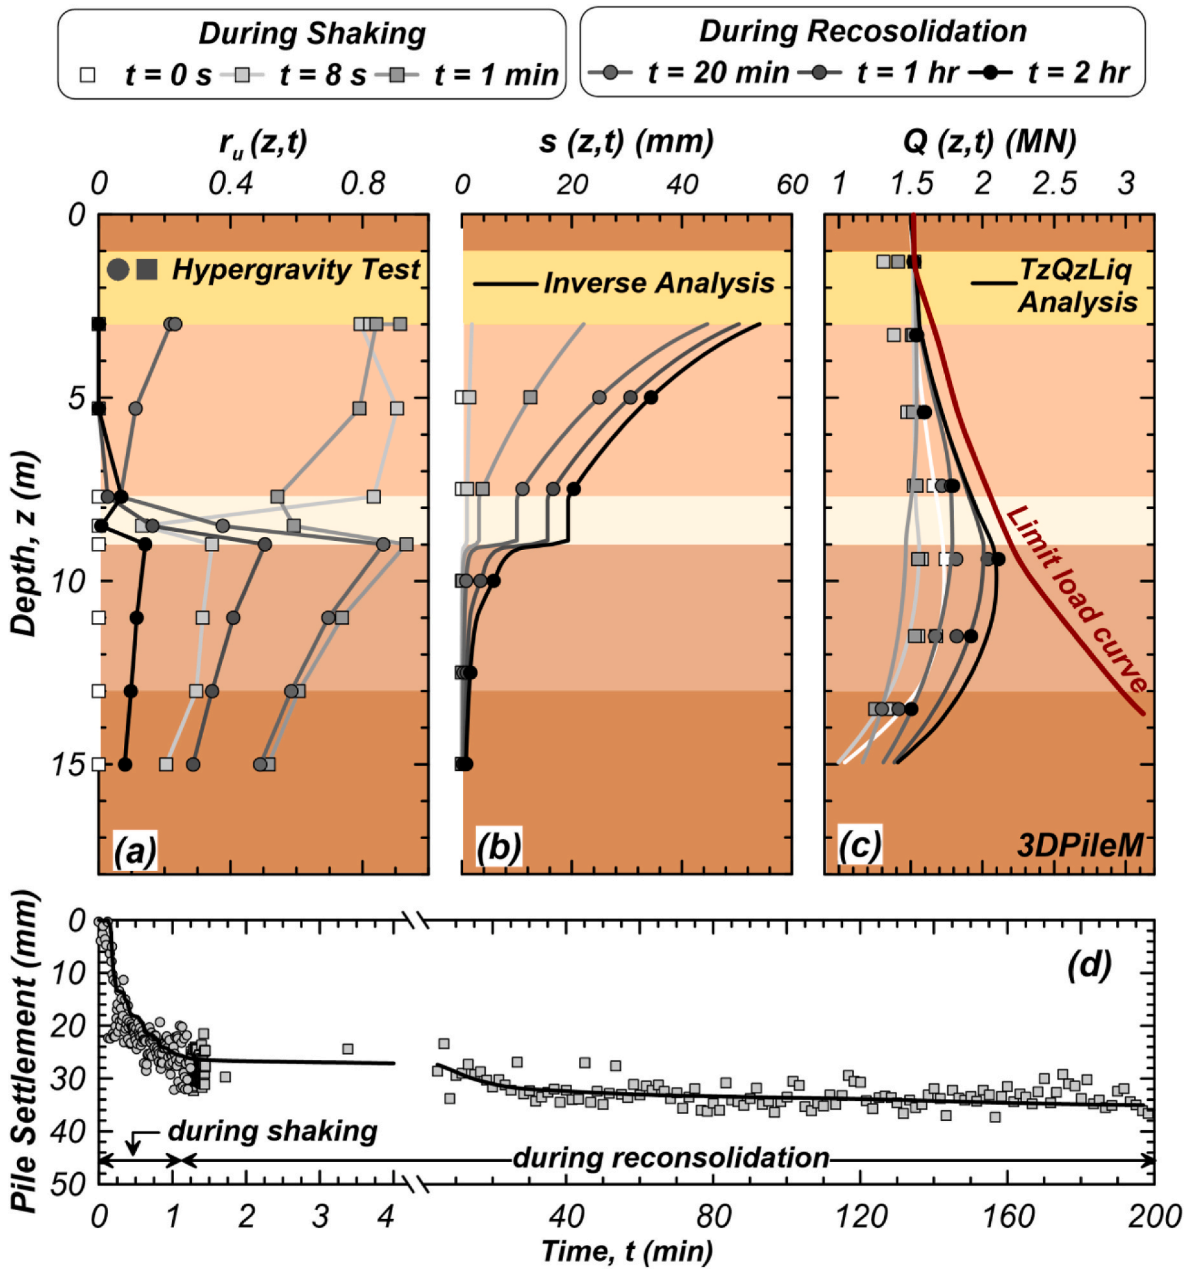 During Shaking
t = 0 s t = 8 s t = 1 min
During Recosolidation
t = 20 min t = 1 hr t = 2 hr
ru (z,t)
0 0.4 0.8
s (z,t) (mm)
0 20 40 60
Q (z,t) (MN)
1 1.5 2 2.5 3
Depth, z (m)
0
5
10
15
Hypergravity Test
(a)
Inverse Analysis
(b)
TzQzLiq
Analysis
Limit load curve
(c)
3DPileM
Pile Settlement (mm)
0
10
20
30
40
50
(d)
during shaking
during reconsolidation
0 1 2 3 4 40 80 120 160 200
Time, t (min)